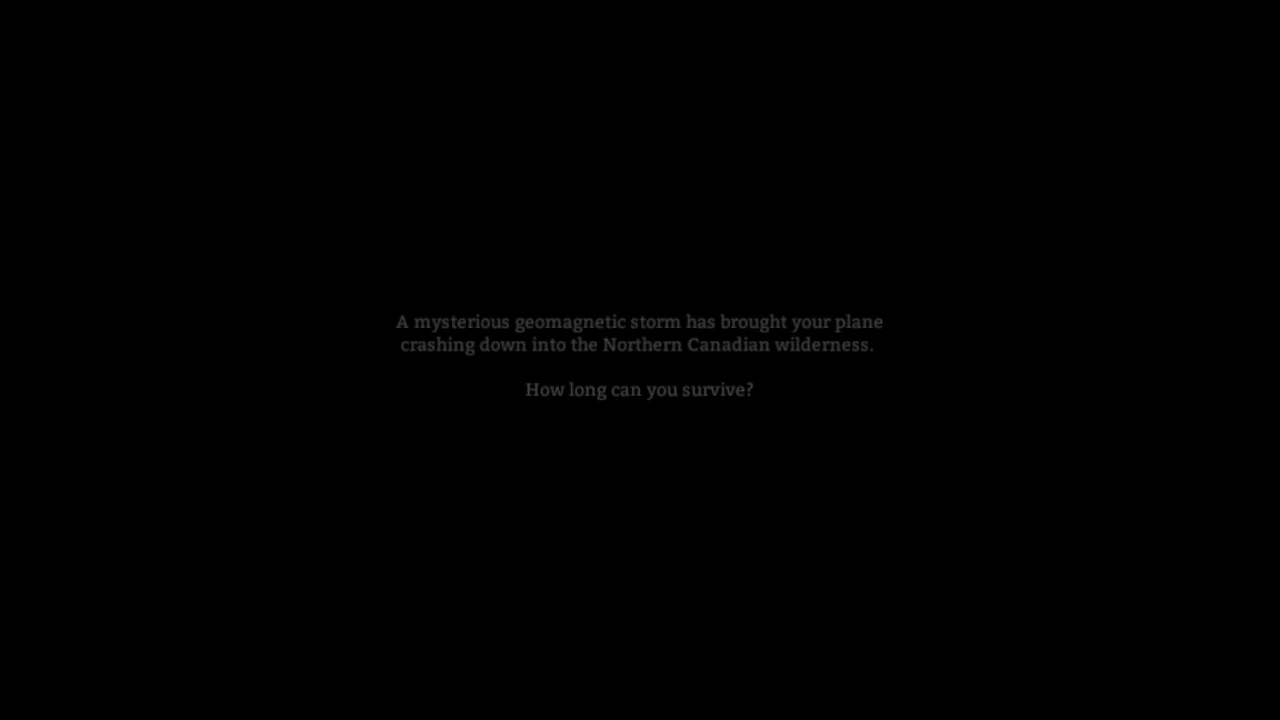 A mysterious geomagnetic storm has brought your plane
crashing down into the Northern Canadian wilderness.
How long can you survive?